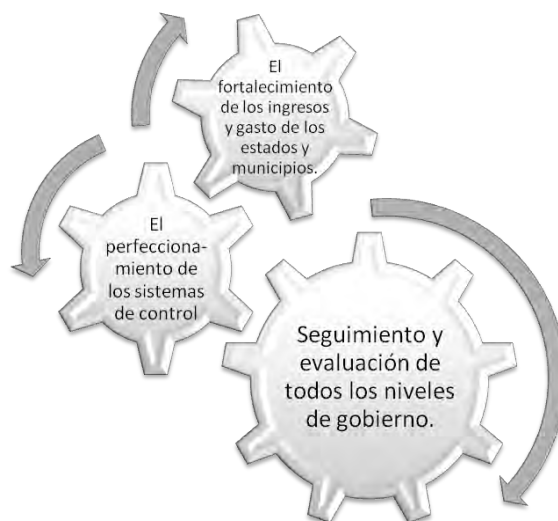 El
fortalecimiento
de los ingresos
y gasto de los
estados y
municipios.
El
perfecciona-
miento de
los sistemas
de control
Seguimiento y
evaluación de
todos los niveles
de gobierno.